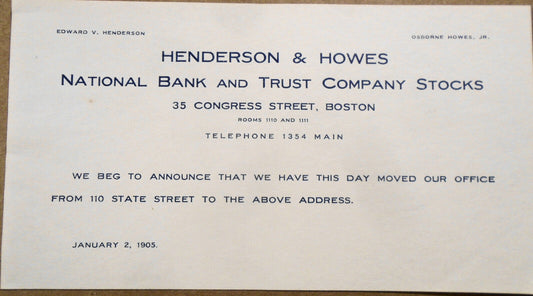 EDWARD V. HENDERSON
OSBORNE HOWES, JR.
HENDERSON & HOWES
NATIONAL BANK AND TRUST COMPANY STOCKS
35 CONGRESS STREET, BOSTON
ROOMS 1110 AND 1111
TELEPHONE 1354 MAIN
WE BEG TO ANNOUNCE THAT WE HAVE THIS DAY MOVED OUR OFFICE
FROM 110 STATE STREET TO THE ABOVE ADDRESS.
JANUARY 2, 1905.